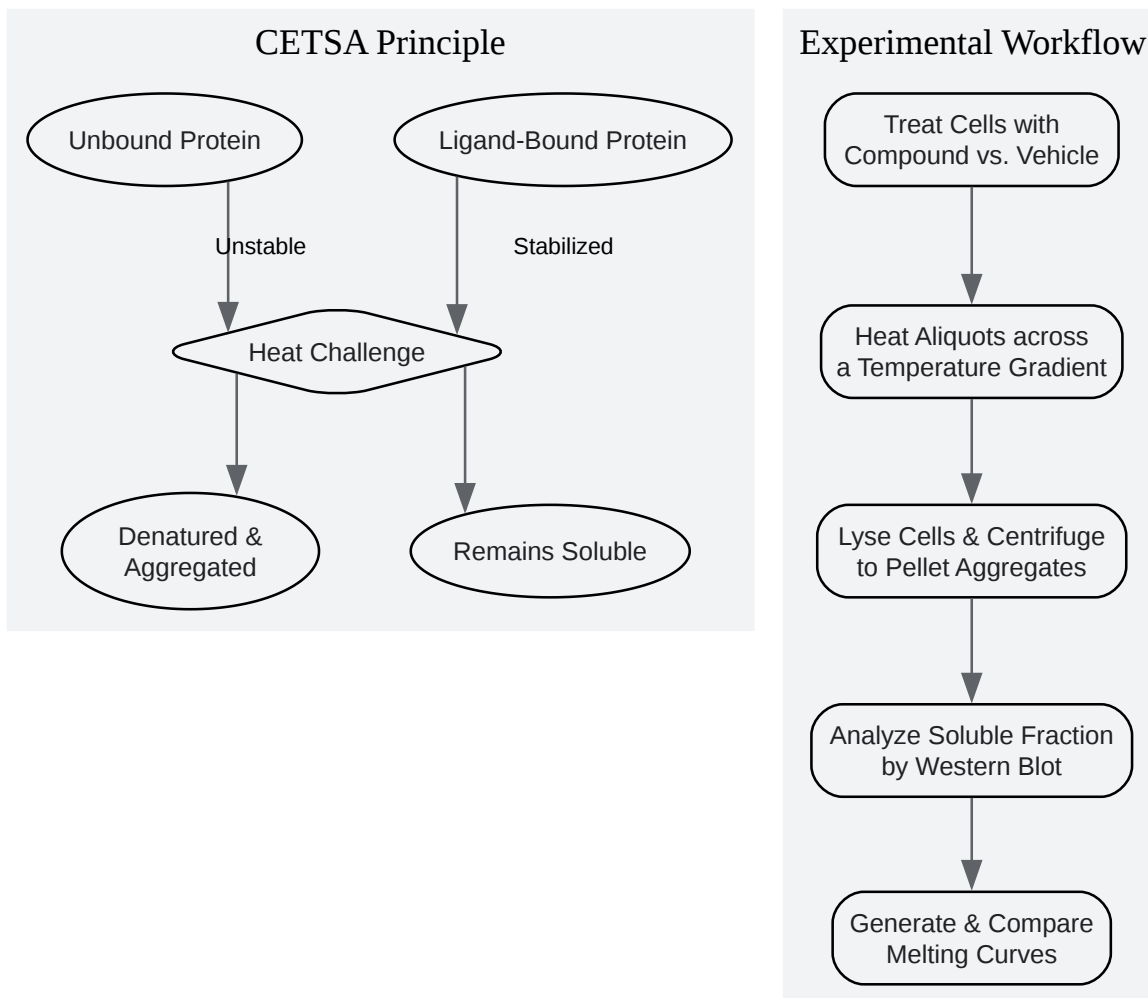 CETSA Principle
Unbound Protein
Ligand-Bound Protein
Unstable
Stabilized
Heat Challenge
Denatured &
Aggregated
Remains Soluble
Experimental Workflow
Treat Cells with
Compound vs. Vehicle
Heat Aliquots across
a Temperature Gradient
Lyse Cells & Centrifuge
to Pellet Aggregates
Analyze Soluble Fraction
by Western Blot
Generate & Compare
Melting Curves